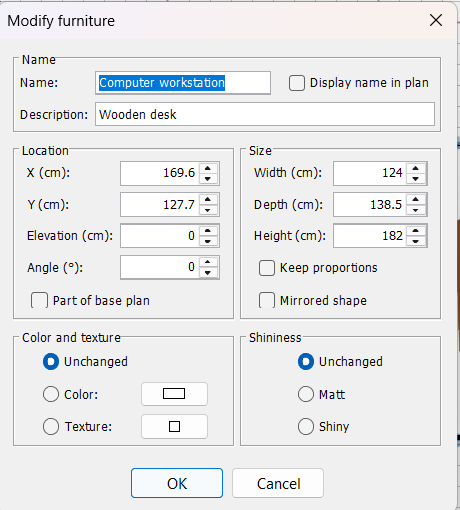 Modify furniture
Name
Name: Computer workstation Display name in plan
Description: Wooden desk
Location
X (cm): 169.6
Y (cm): 127.7
Elevation (cm): 0
Angle (°): 0
Part of base plan
Size
Width (cm): 124
Depth (cm): 138.5
Height (cm): 182
Keep proportions
Mirrored shape
Color and texture
Unchanged
Color:
Texture:
Shininess
Unchanged
Matt
Shiny
OK Cancel